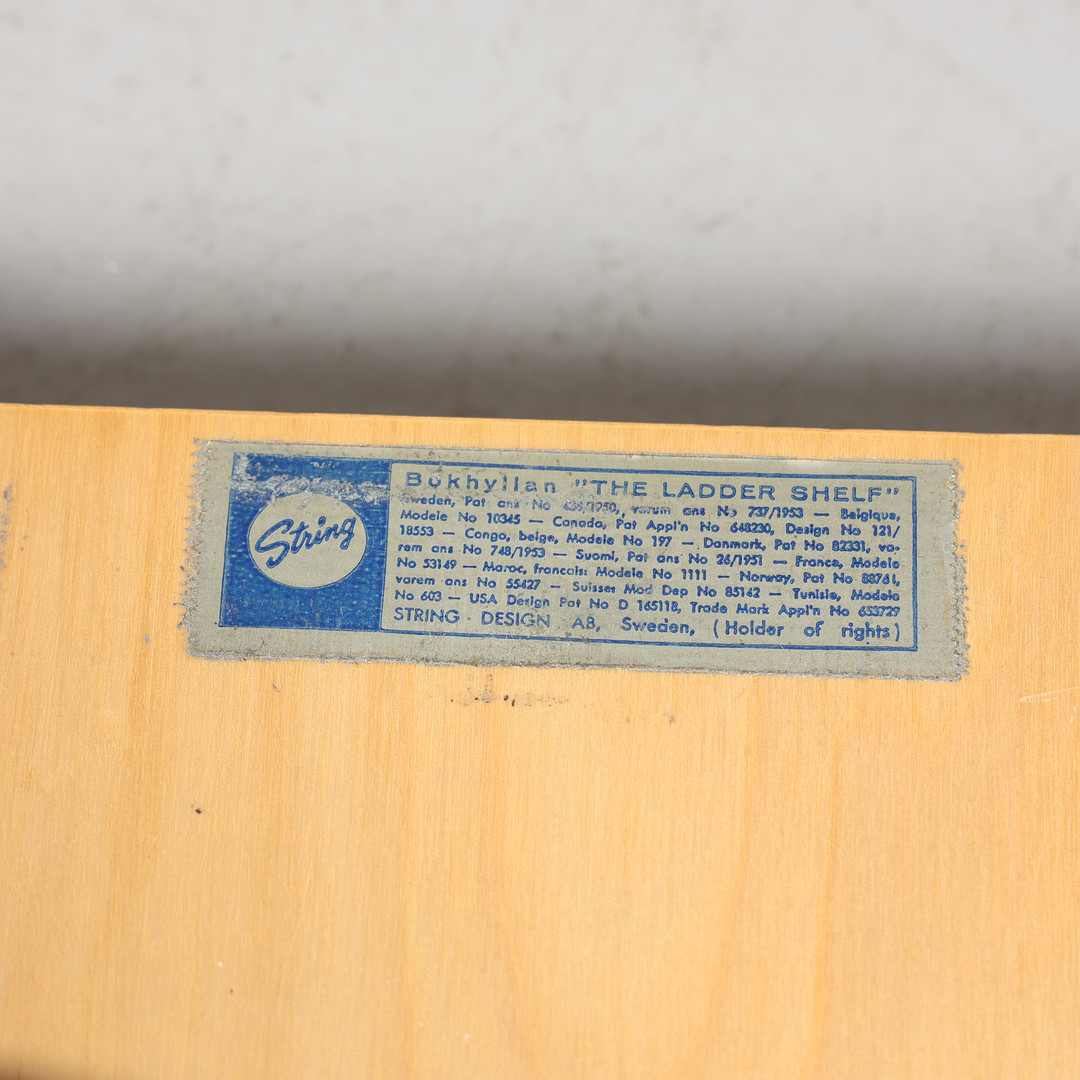 String
Bokhyllan "THE LADDER SHELF"
Sweden, Pat ans No 2950, varum ans No 737/1953 — Belgique,
Modele No 10345 — Canada, Pat Appl'n No 648230, Design No 121/
18553 — Congo, belge, Modele No 197 — Danmark, Pat No 82331, va-
rem ans No 748/1953 — Suomi, Pat ans No 26/1951 — France, Modele
No 53149 — Maroc, francais: Modele No 1111 — Norway, Pat No 88761,
varem ans No 55427 — Suisses Mod Dep No 85142 — Tunisie, Modele
No 603 — USA Design Pat No D 165118, Trade Mark Appl'n No 653729
STRING DESIGN AB, Sweden, (Holder of rights)